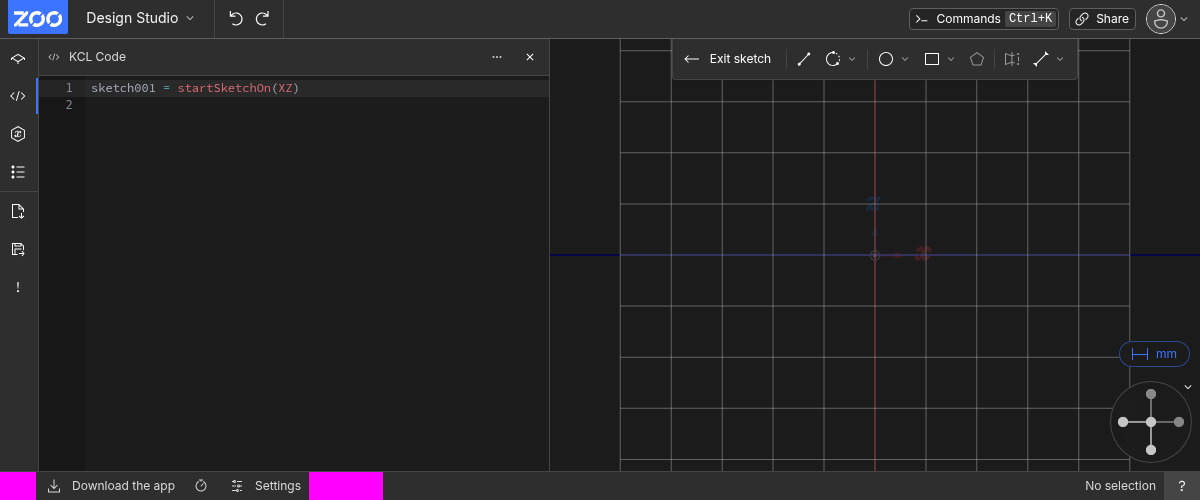 ZOO Design Studio Commands Ctrl+K Share
KCL Code
Exit sketch
1 sketch001 = startSketchOn(XZ)
2
Z
X
mm
Download the app Settings No selection ?